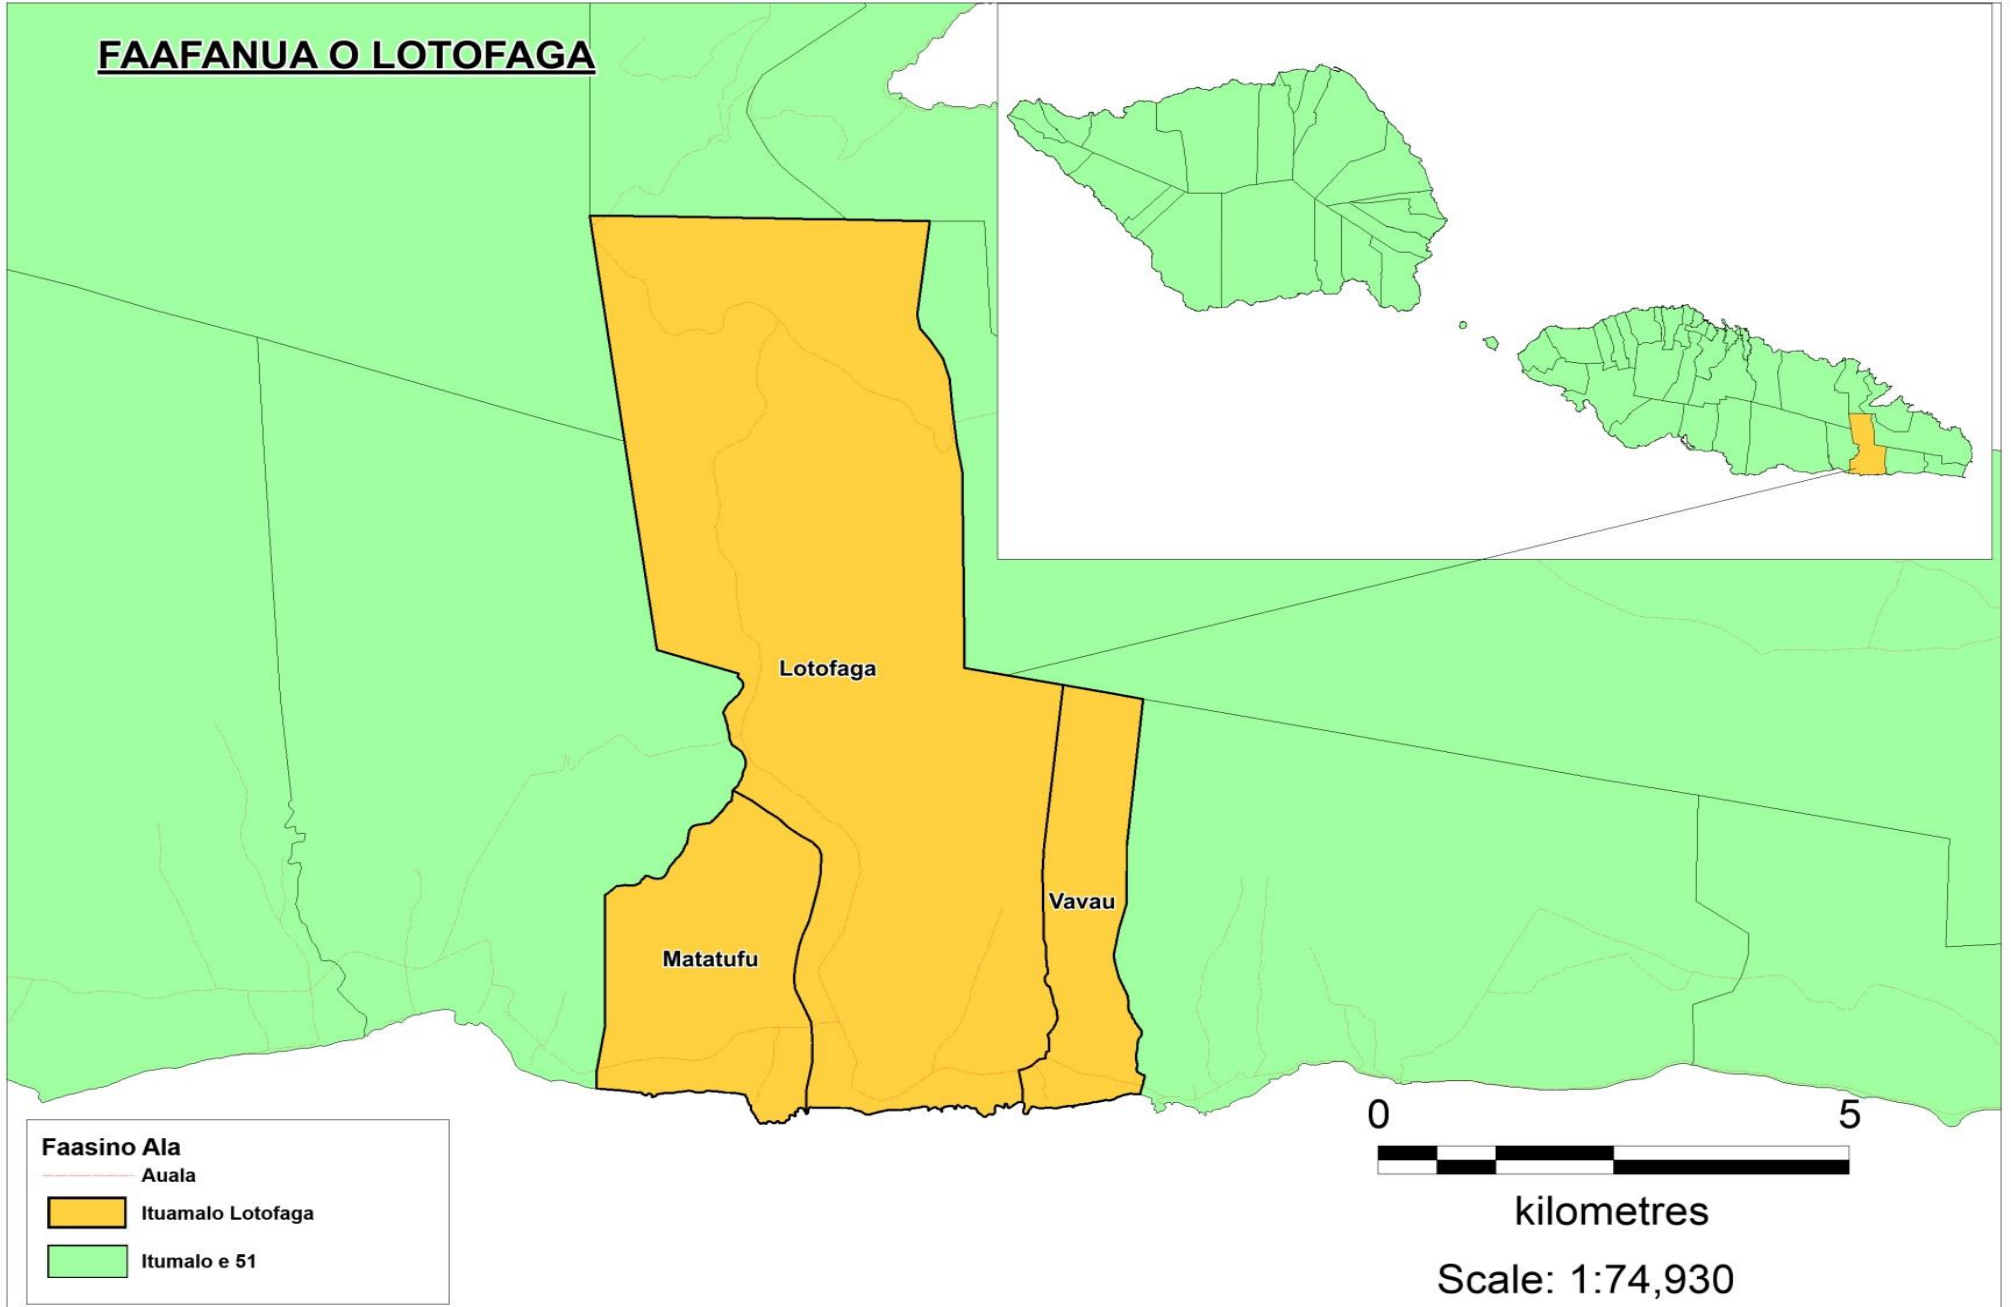 FAAFANUA O LOTOFAGA
Lotofaga
Vavau
Matatufu
Faasino Ala
Auala
Ituamalo Lotofaga
Itumalo e 51
0 5
kilometres
Scale: 1:74,930